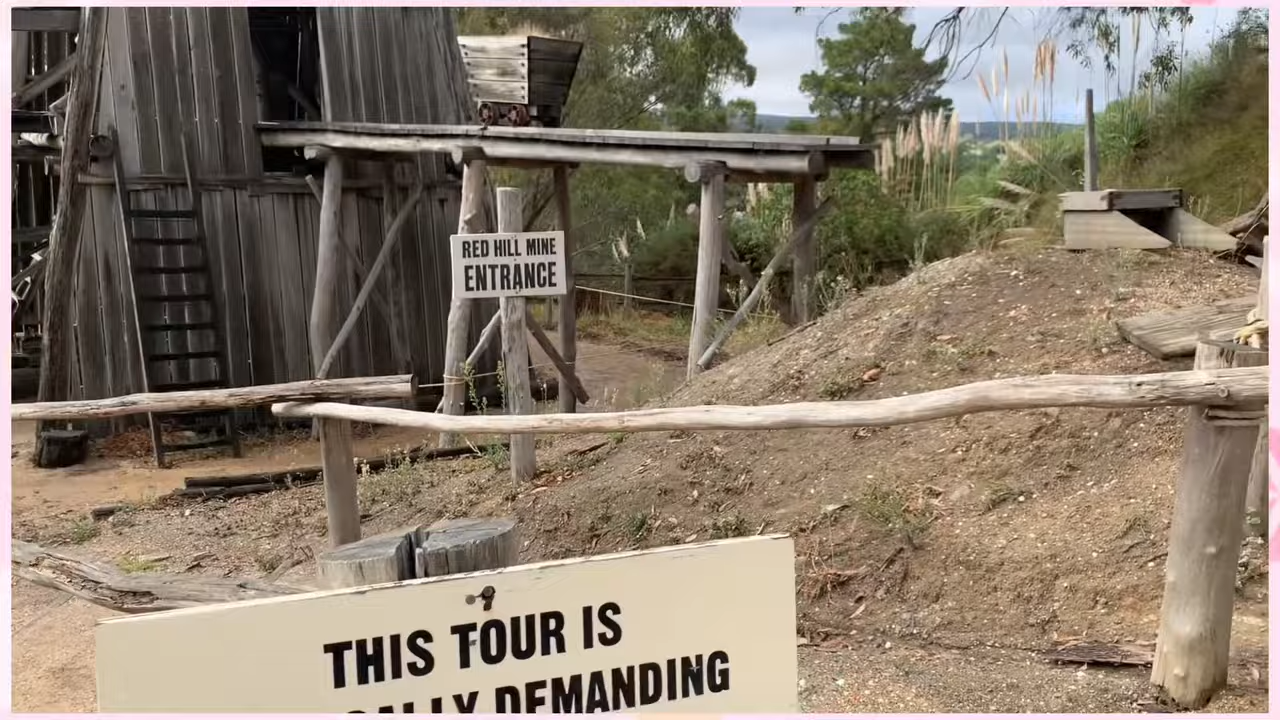 RED HILL MINE
ENTRANCE
THIS TOUR IS
DEMANDING